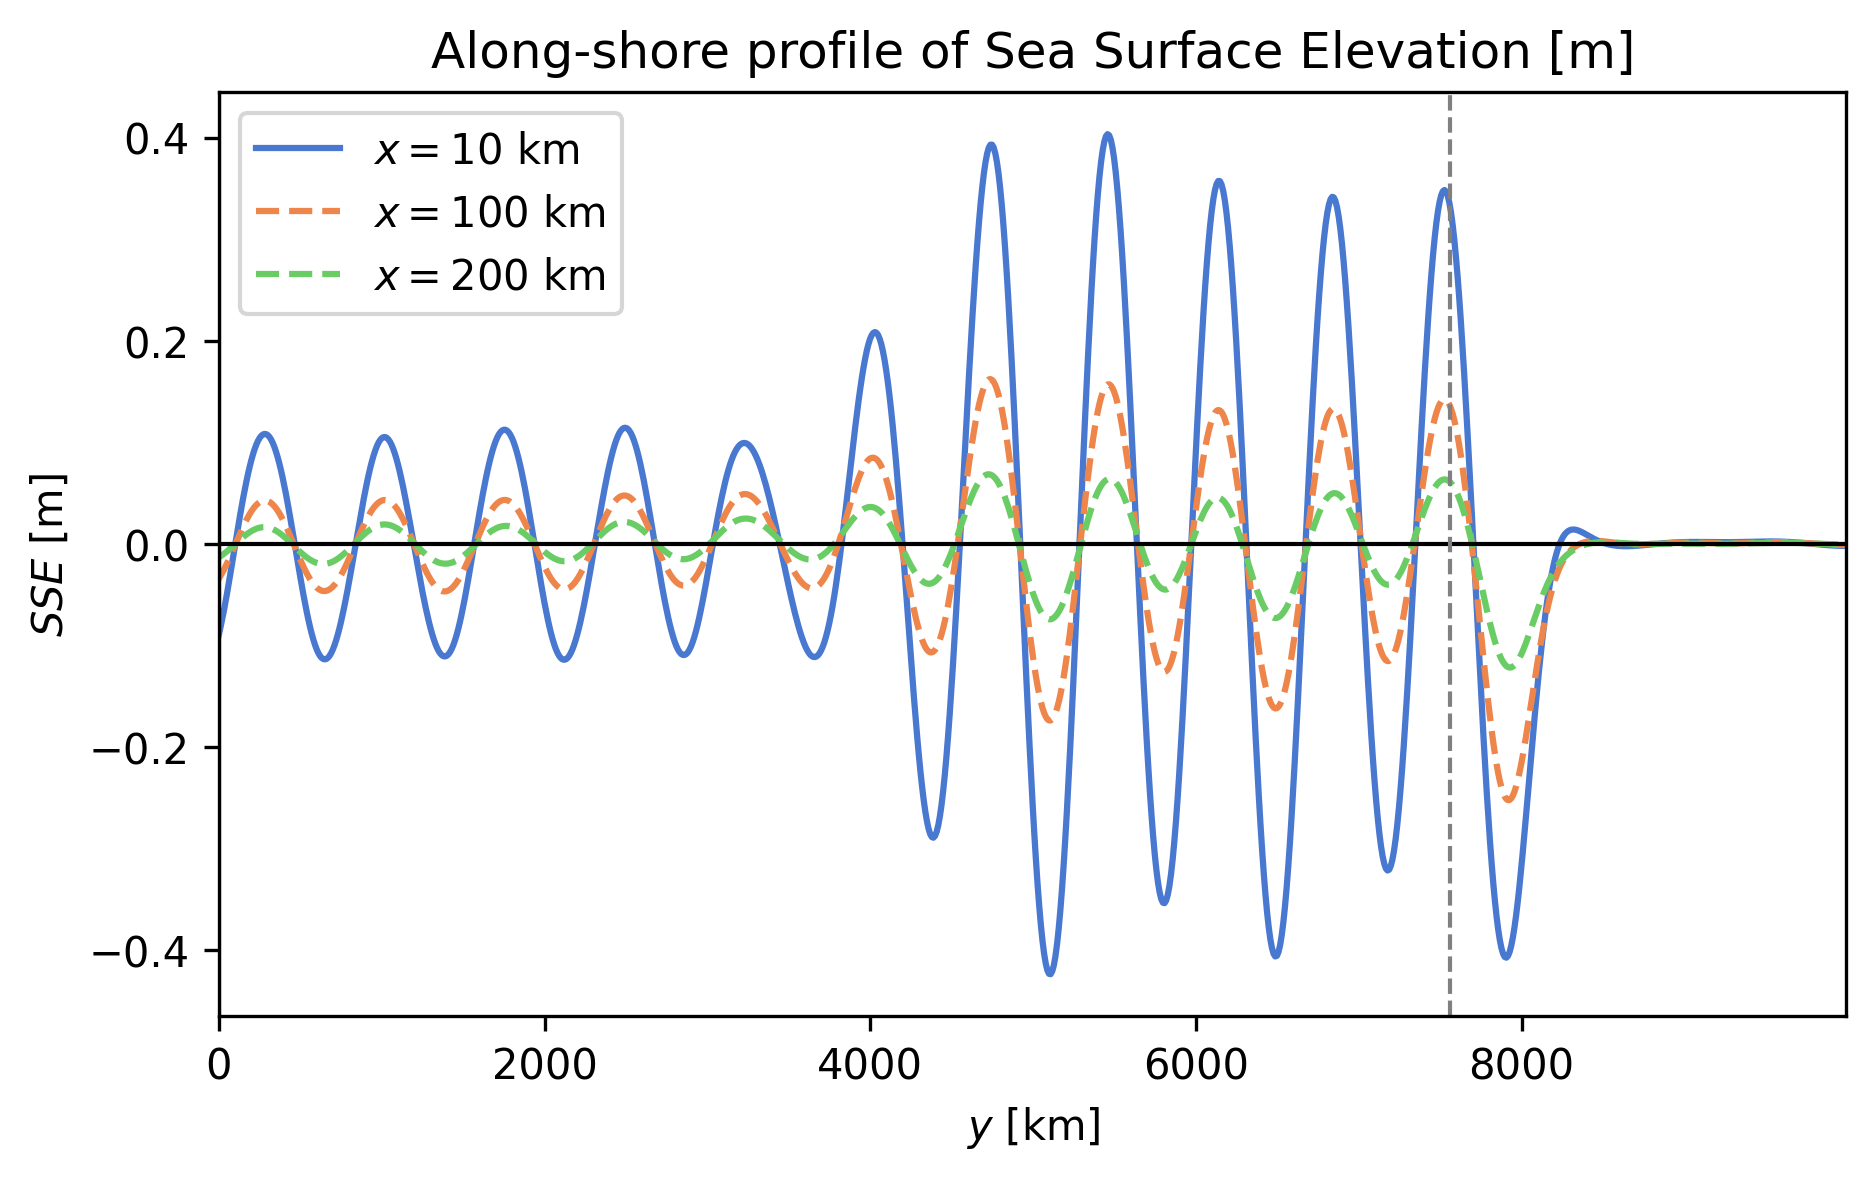 Along-shore profile of Sea Surface Elevation [m]
x = 10 km
x = 100 km
x = 200 km
0.4
0.2
0.0
−0.2
−0.4
SSE [m]
0 2000 4000 6000 8000
y [km]